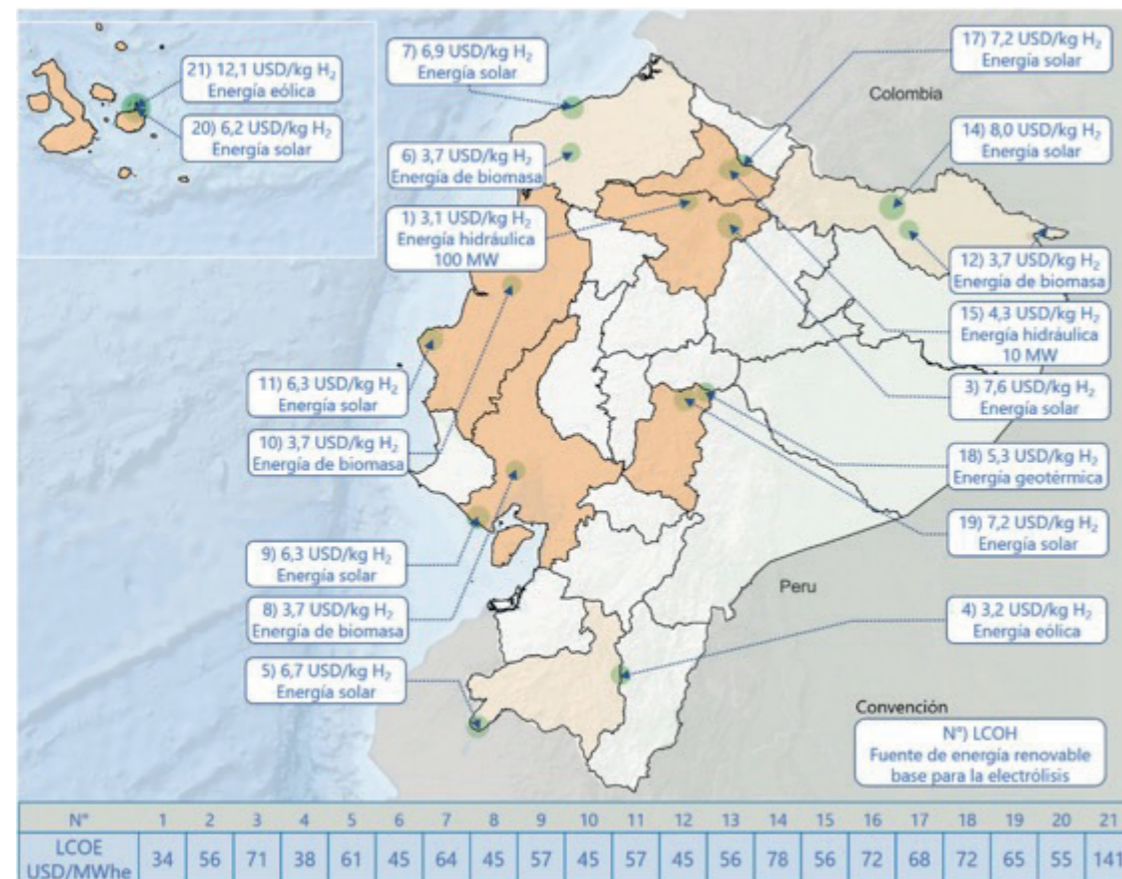 21) 12,1 USD/kg H₂
Energía eólica
20) 6,2 USD/kg H₂
Energía solar
7) 6,9 USD/kg H₂
Energía solar
17) 7,2 USD/kg H₂
Energía solar
Colombia
14) 8,0 USD/kg H₂
Energía solar
6) 3,7 USD/kg H₂
Energía de biomasa
1) 3,1 USD/kg H₂
Energía hidráulica
100 MW
12) 3,7 USD/kg H₂
Energía de biomasa
15) 4,3 USD/kg H₂
Energía hidráulica
10 MW
3) 7,6 USD/kg H₂
Energía solar
11) 6,3 USD/kg H₂
Energía solar
10) 3,7 USD/kg H₂
Energía de biomasa
18) 5,3 USD/kg H₂
Energía geotérmica
19) 7,2 USD/kg H₂
Energía solar
9) 6,3 USD/kg H₂
Energía solar
Peru
8) 3,7 USD/kg H₂
Energía de biomasa
4) 3,2 USD/kg H₂
Energía eólica
5) 6,7 USD/kg H₂
Energía solar
Convención
N°) LCOH
Fuente de energía renovable
base para la electrólisis
N° 1 2 3 4 5 6 7 8 9 10 11 12 13 14 15 16 17 18 19 20 21
LCOE
USD/MWhe 34 56 71 38 61 45 64 45 57 45 57 45 56 78 56 72 68 72 65 55 141